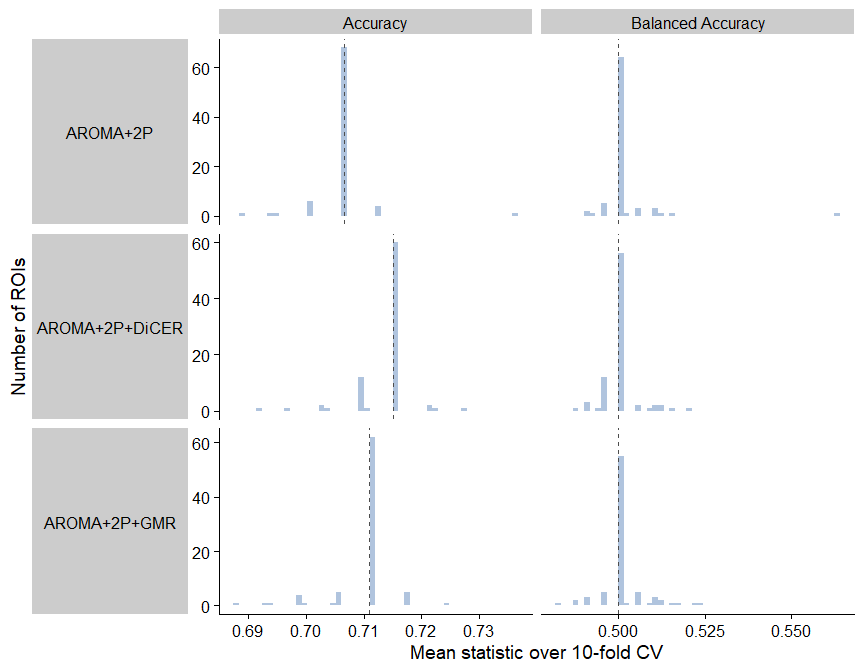 Accuracy
Balanced Accuracy
Number of ROIs
AROMA+2P
60
40
20
0
AROMA+2P+DiCER
60
40
20
0
AROMA+2P+GMR
60
40
20
0
0.69 0.70 0.71 0.72 0.73
0.500 0.525 0.550
Mean statistic over 10-fold CV